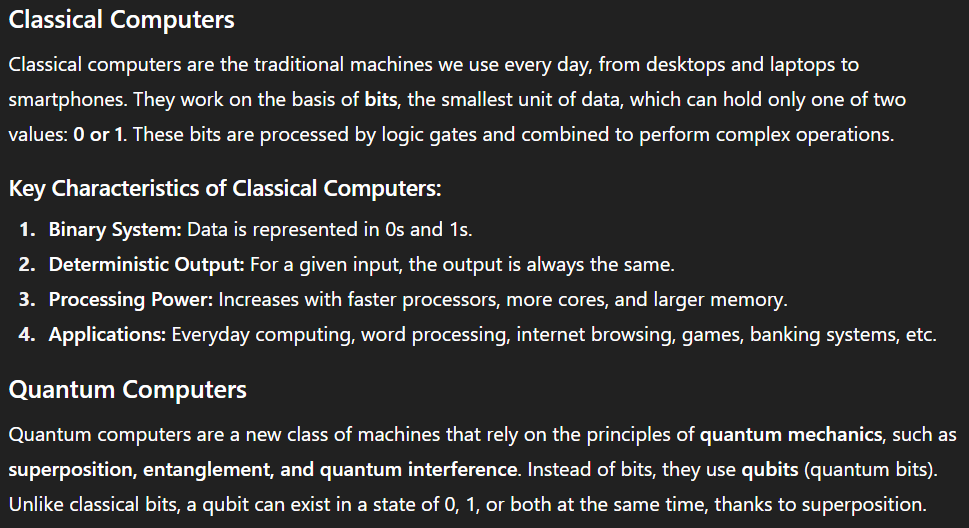 Classical Computers
Classical computers are the traditional machines we use every day, from desktops and laptops to
smartphones. They work on the basis of bits, the smallest unit of data, which can hold only one of two
values: 0 or 1. These bits are processed by logic gates and combined to perform complex operations.
Key Characteristics of Classical Computers:
1. Binary System: Data is represented in 0s and 1s.
2. Deterministic Output: For a given input, the output is always the same.
3. Processing Power: Increases with faster processors, more cores, and larger memory.
4. Applications: Everyday computing, word processing, internet browsing, games, banking systems, etc.
Quantum Computers
Quantum computers are a new class of machines that rely on the principles of quantum mechanics, such as
superposition, entanglement, and quantum interference. Instead of bits, they use qubits (quantum bits).
Unlike classical bits, a qubit can exist in a state of 0, 1, or both at the same time, thanks to superposition.